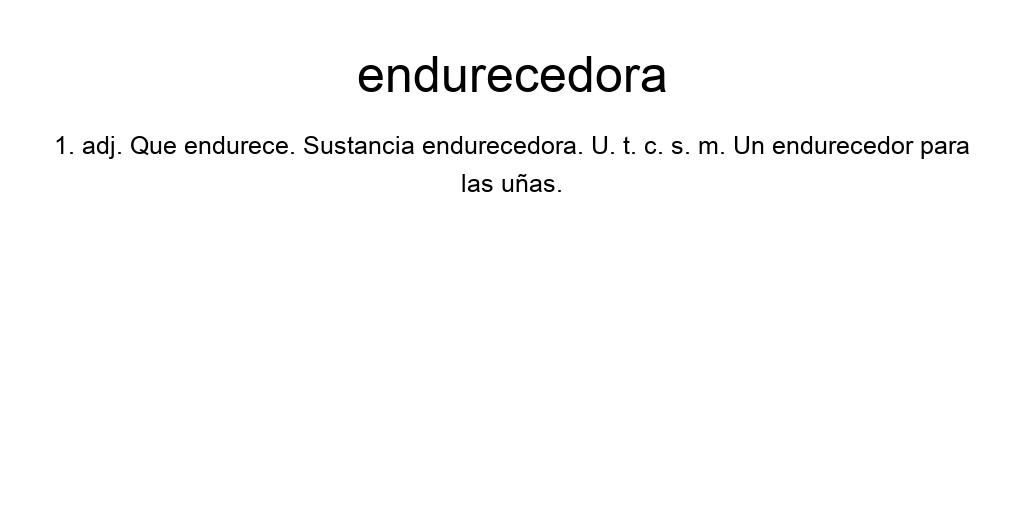 endurecedora
1. adj. Que endurece. Sustancia endurecedora. U. t. c. s. m. Un endurecedor para
las uñas.